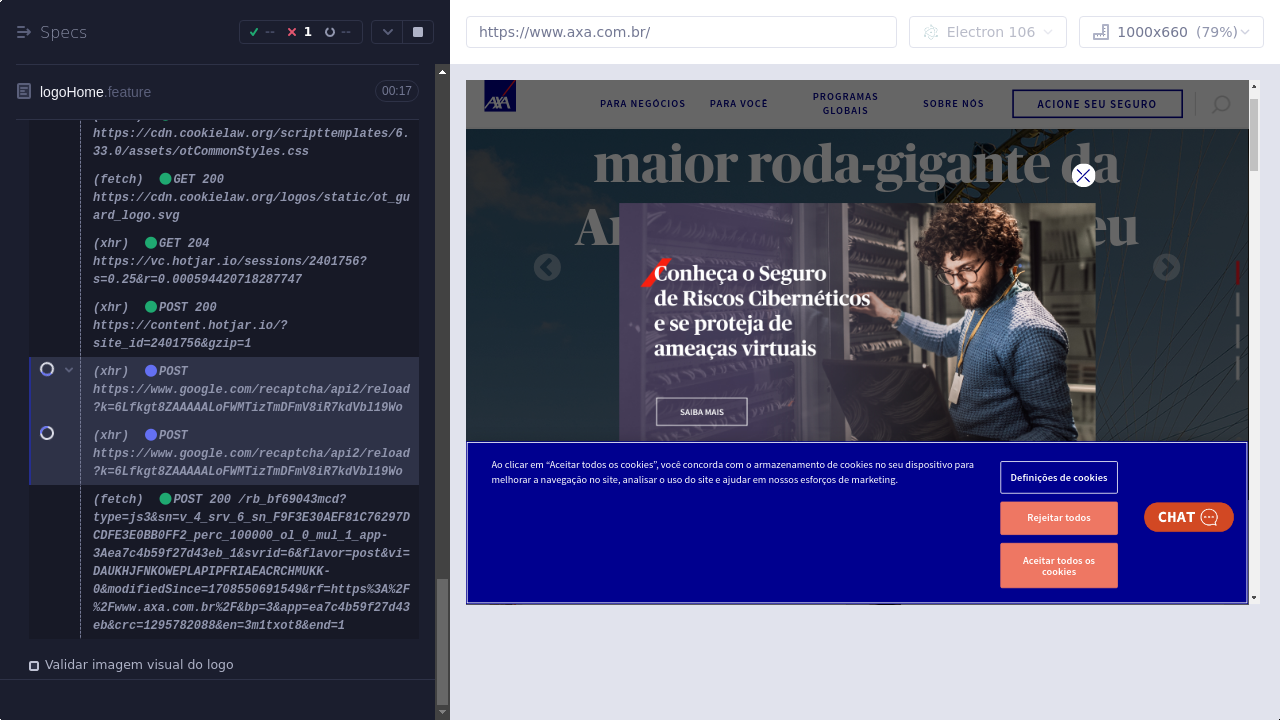 Specs
-- 1 --
https://www.axa.com.br/
Electron 106
1000x660 (79%)
logoHome.feature
00:17
https://cdn.cookielaw.org/scripttemplates/6.
33.0/assets/otCommonStyles.css
(fetch) GET 200
https://cdn.cookielaw.org/logos/static/ot_gu
ard_logo.svg
(xhr) GET 204
https://vc.hotjar.io/sessions/2401756?
s=0.25&r=0.0005944207182807747
(xhr) POST 200
https://content.hotjar.io/?
site_id=2401756&gzip=1
(xhr) POST
https://www.google.com/recaptcha/api2/reload
?k=6Lfkgt8ZAAAAALoFWMTizTmDFmV8iR7kdVbl19Wo
(xhr) POST
https://www.google.com/recaptcha/api2/reload
?k=6Lfkgt8ZAAAAALoFWMTizTmDFmV8iR7kdVbl19Wo
(fetch) POST 200 /rb_bf69043mcd?
type=js3&sn=v_4_srv_6_sn_F9F3E30AEF81C76297D
CDFE3E0BB0FF2_perc_100000_ol_0_mul_1_app-
3Aea7c4b59f27d43eb_1&svrid=6&flavor=post&vi=
DAUKHJFNKOWEPLAPIPFRIAEACRCHMUKK-
0&modifiedSince=1708550691549&rf=https%3A%2F
%2Fwww.axa.com.br%2F&bp=3&app=ea7c4b59f27d43
eb&crc=1295782088&en=3m1txot8&end=1
Validar imagem visual do logo
AXA
PARA NEGÓCIOS
PARA VOCÊ
PROGRAMAS
GLOBAIS
SOBRE NÓS
ACIONE SEU SEGURO
maior roda-gigante da
Conheça o Seguro
de Riscos Cibernéticos
e se proteja de
ameaças virtuais
SAIBA MAIS
Ao clicar em “Aceitar todos os cookies”, você concorda com o armazenamento de cookies no seu dispositivo para
melhorar a navegação no site, analisar o uso do site e ajudar em nossos esforços de marketing.
Definições de cookies
Rejeitar todos
Aceitar todos os
cookies
CHAT